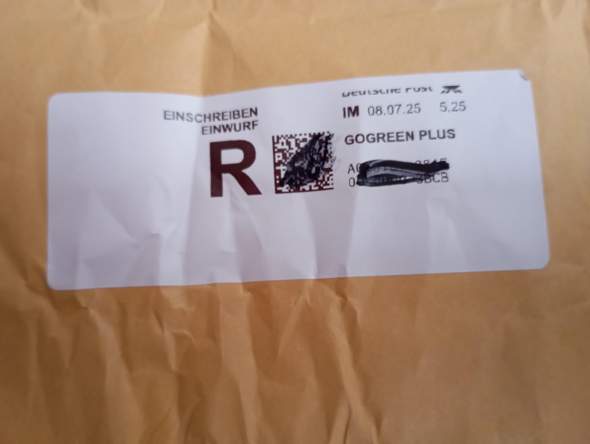 EINSCHREIBEN
EINWURF
R
Deutsche Post
IM 08.07.25 5,25
GOGREEN PLUS